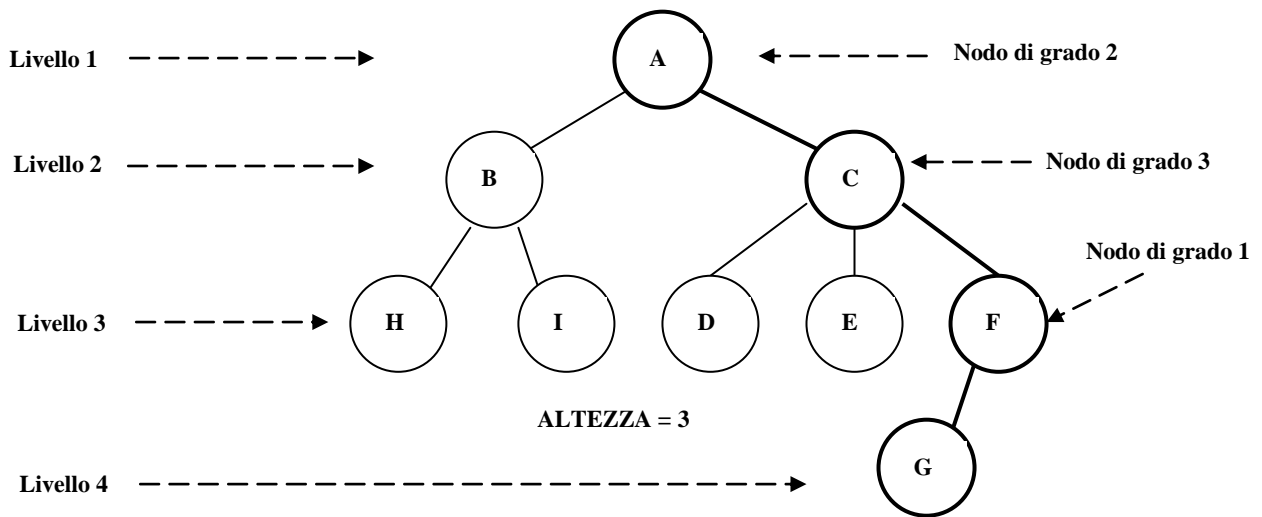 Livello 1
A
Nodo di grado 2
Livello 2
B
C
Nodo di grado 3
Nodo di grado 1
Livello 3
H
I
D
E
F
ALTEZZA = 3
Livello 4
G